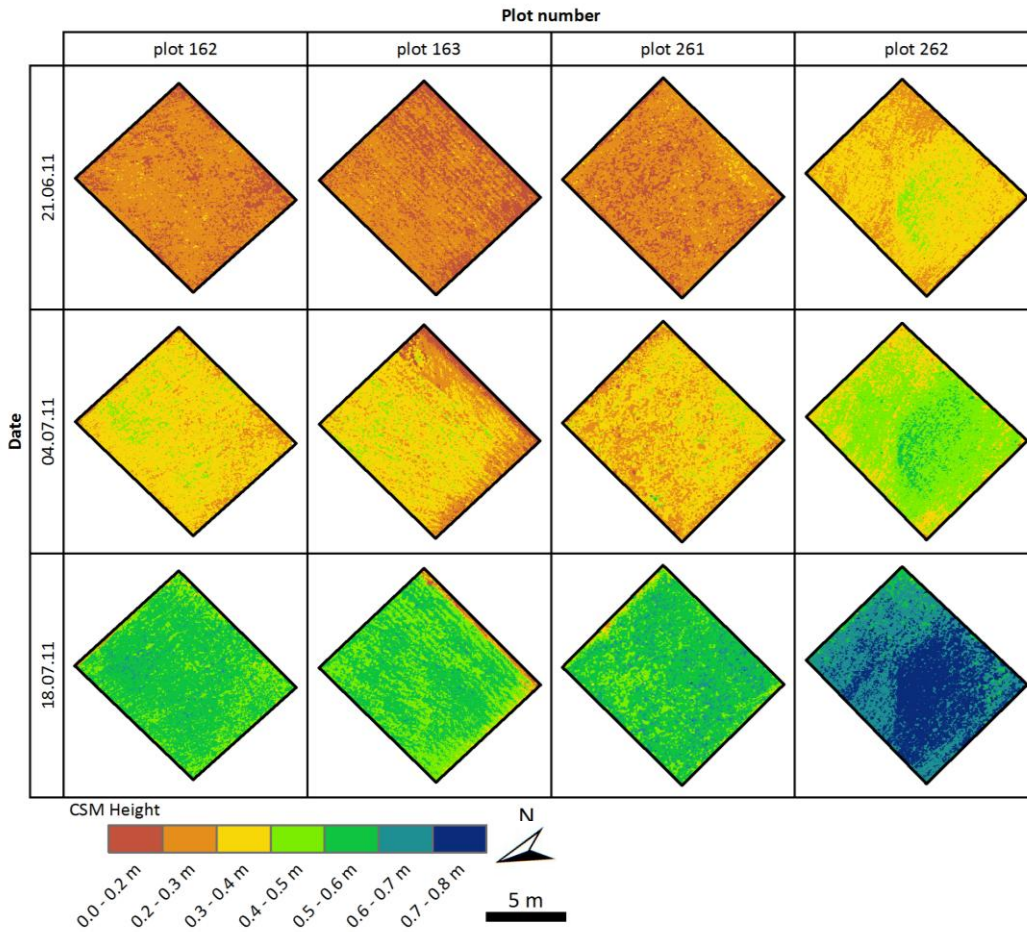 Plot number
plot 162 plot 163 plot 261 plot 262
Date
21.06.11
04.07.11
18.07.11
CSM Height
N
0.0 - 0.2 m
0.2 - 0.3 m
0.3 - 0.4 m
0.4 - 0.5 m
0.5 - 0.6 m
0.6 - 0.7 m
0.7 - 0.8 m
5 m